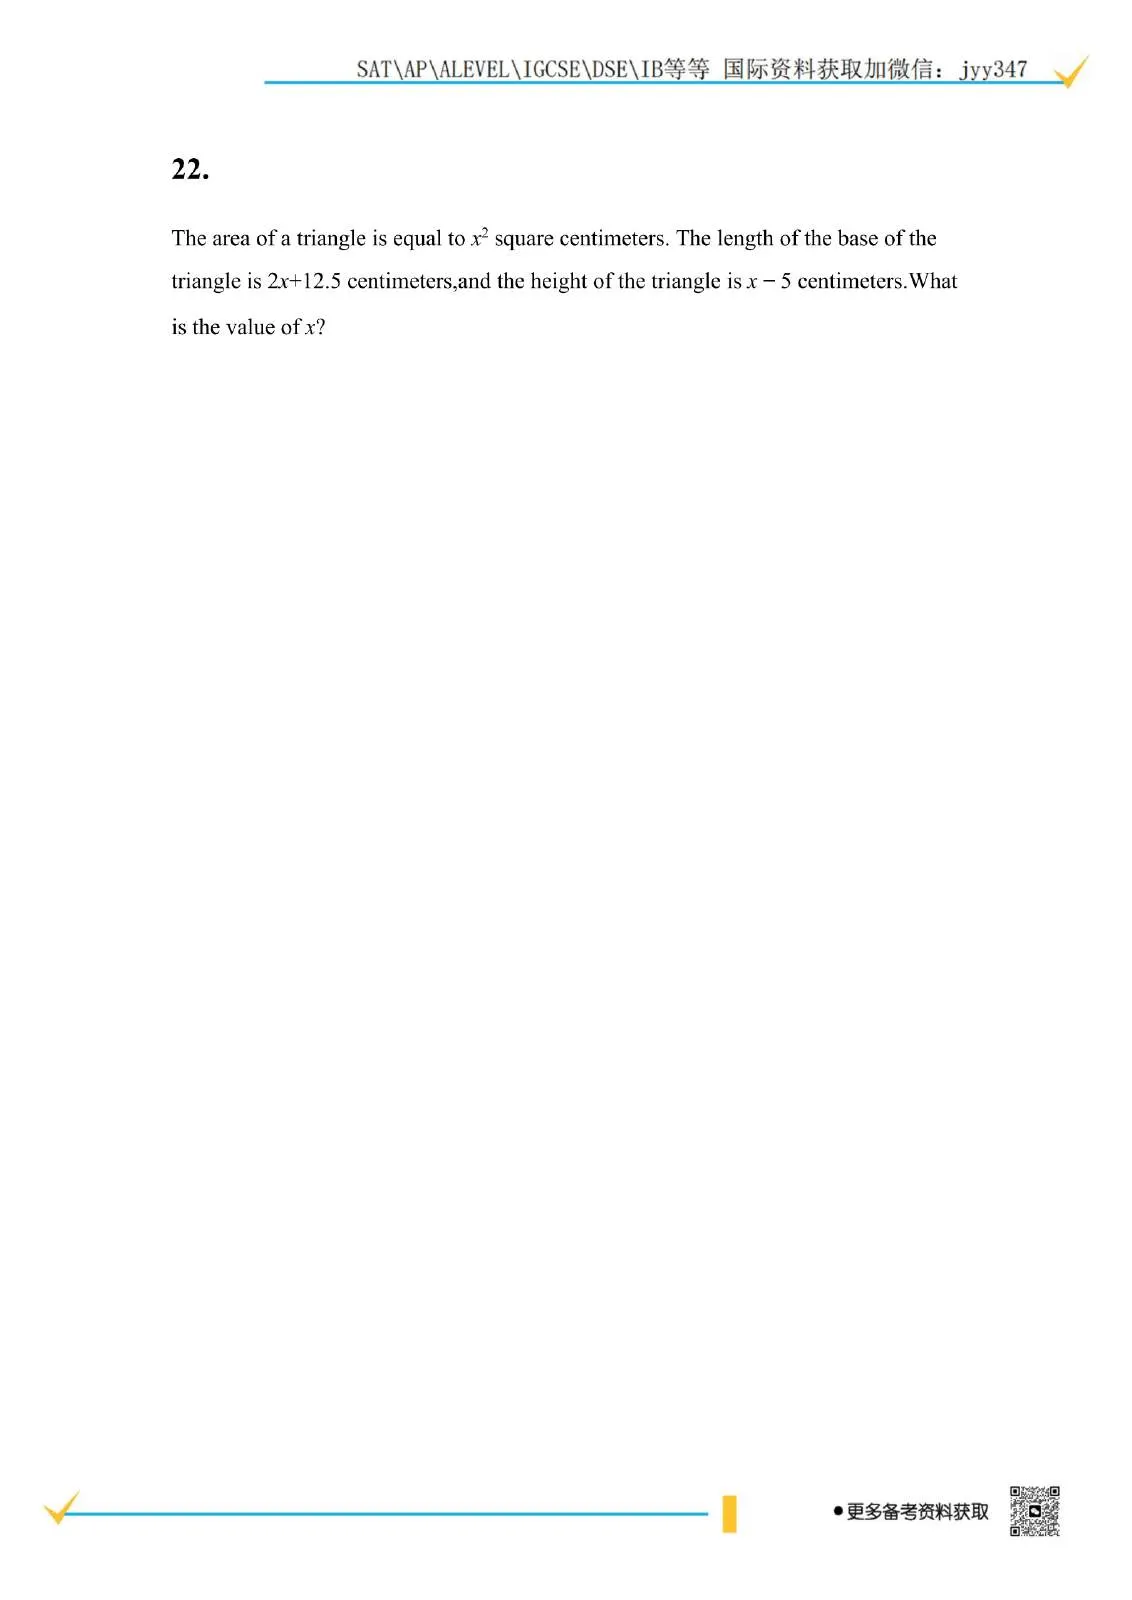 SAT\AP\ALEVEL\IGCSE\DSE\IB等等 国际资料获取加微信：jyy347
22.
The area of a triangle is equal to x² square centimeters. The length of the base of the
triangle is 2x+12.5 centimeters,and the height of the triangle is x − 5 centimeters.What
is the value of x?
●更多备考资料获取